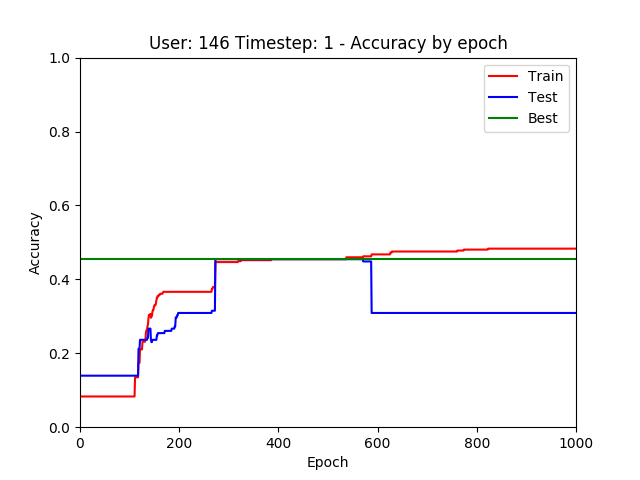 User: 146 Timestep: 1 - Accuracy by epoch
1.0
0.8
0.6
0.4
0.2
0.0
Accuracy
Train
Test
Best
0 200 400 600 800 1000
Epoch